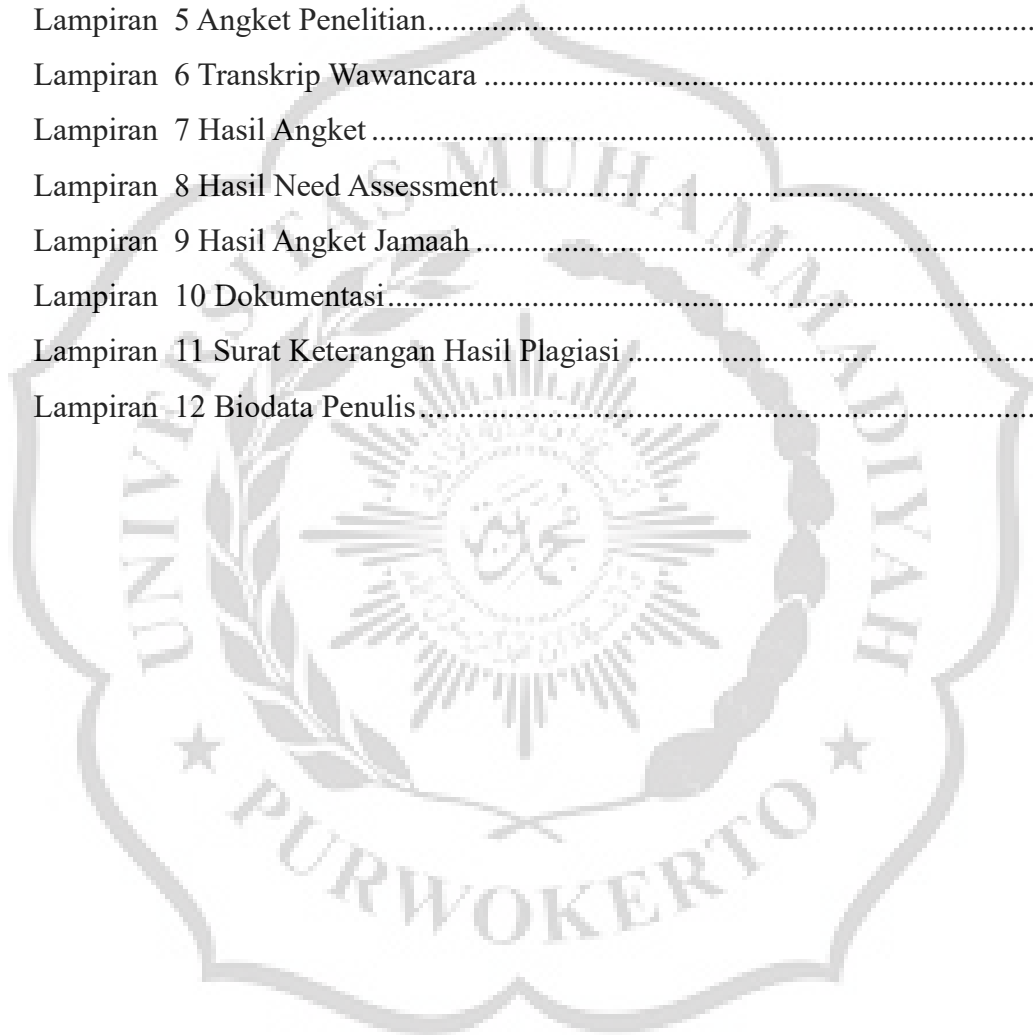 Lampiran 5 Angket Penelitian..........................................................................
Lampiran 6 Transkrip Wawancara ...................................................................
Lampiran 7 Hasil Angket .................................................................................
Lampiran 8 Hasil Need Assessment.................................................................
Lampiran 9 Hasil Angket Jamaah ....................................................................
Lampiran 10 Dokumentasi...............................................................................
Lampiran 11 Surat Keterangan Hasil Plagiasi .................................................
Lampiran 12 Biodata Penulis...........................................................................
UNIVERSITAS MUHAMMADIYAH
PURWOKERTO